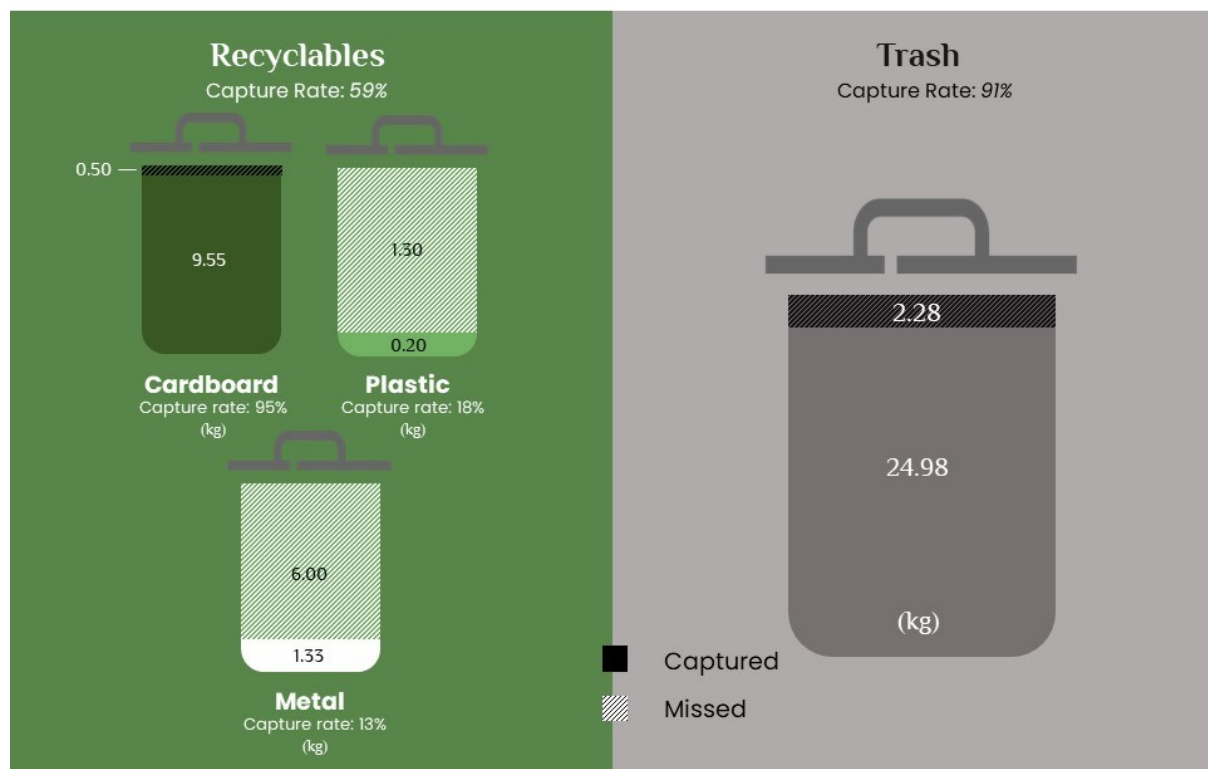 Recyclables
Capture Rate: 59%
0.50
9.55
1.30
0.20
Cardboard
Capture rate: 95%
(kg)
Plastic
Capture rate: 18%
(kg)
6.00
1.33
Metal
Capture rate: 13%
(kg)
Trash
Capture Rate: 91%
2.28
24.98
(kg)
Captured
Missed